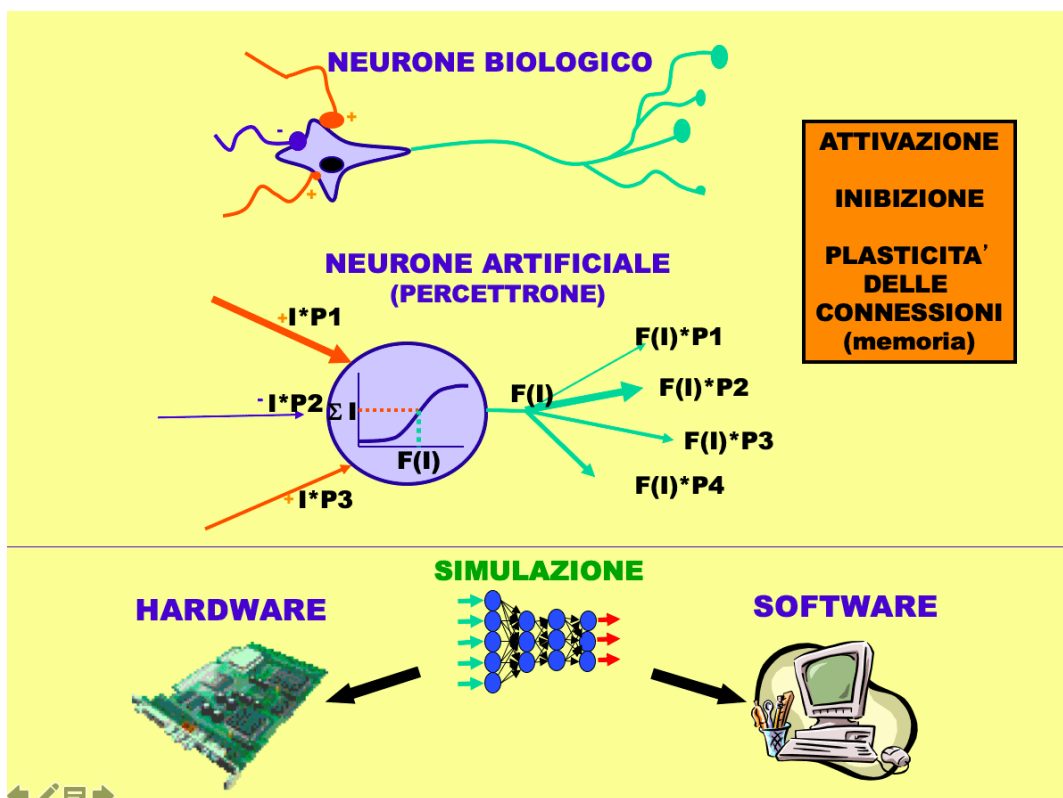 NEURONE BIOLOGICO
+
-
+
ATTIVAZIONE
INIBIZIONE
PLASTICITA’
DELLE
CONNESSIONI
(memoria)
NEURONE ARTIFICIALE
(PERCETTRONE)
+I*P1
- I*P2
+ I*P3
Σ I
F(I)
F(I)
F(I)*P1
F(I)*P2
F(I)*P3
F(I)*P4
SIMULAZIONE
HARDWARE
SOFTWARE